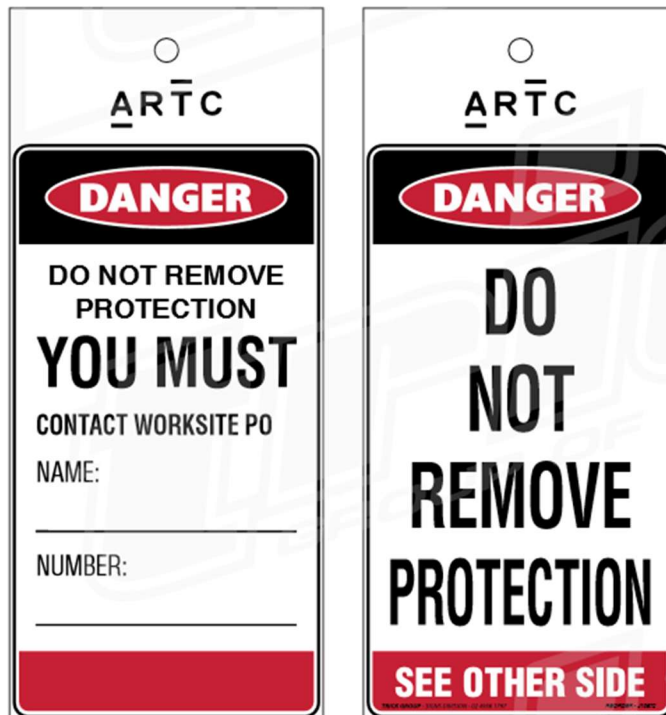 ARTC
DANGER
DO NOT REMOVE
PROTECTION
YOU MUST
CONTACT WORKSITE PO
NAME:
NUMBER:
ARTC
DANGER
DO
NOT
REMOVE
PROTECTION
SEE OTHER SIDE